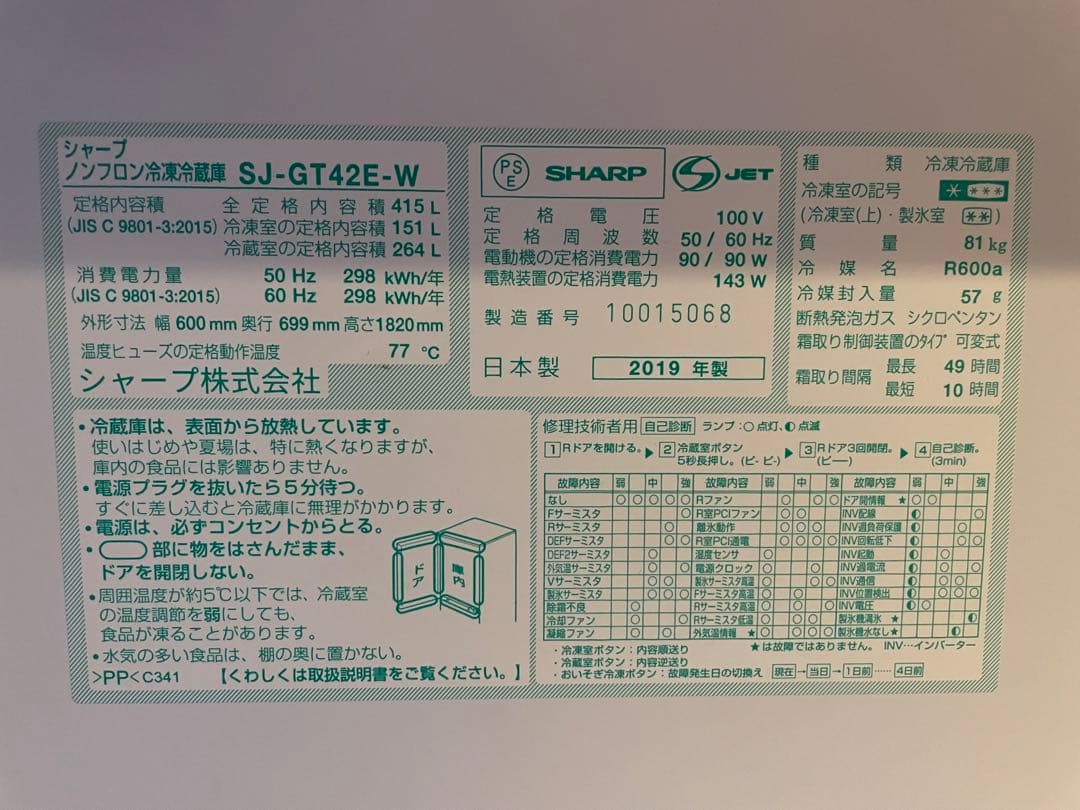 シャープ
ノンフロン冷凍冷蔵庫 SJ-GT42E-W
定格内容積 全定格内容積 415 L
(JIS C 9801-3:2015) 冷凍室の定格内容積 151 L
冷蔵室の定格内容積 264 L
消費電力量 50 Hz 298 kWh/年
(JIS C 9801-3:2015) 60 Hz 298 kWh/年
外形寸法 幅 600 mm 奥行 699 mm 高さ 1820 mm
温度ヒューズの定格動作温度 77 ℃
シャープ株式会社
PSE SHARP S JET
定格電圧 100 V
定格周波数 50 / 60 Hz
電動機の定格消費電力 90 / 90 W
電熱装置の定格消費電力 143 W
製造番号 10015068
日本製 2019 年製
種類 冷凍冷蔵庫
冷凍室の記号 * ***
(冷凍室(上)・製氷室 **)
質量 81 kg
冷媒名 R600a
冷媒封入量 57 g
断熱発泡ガス シクロペンタン
霜取り制御装置のタイプ 可変式
霜取り間隔 最長 49 時間
最短 10 時間
・冷蔵庫は、表面から放熱しています。
使いはじめや夏場は、特に熱くなりますが、
庫内の食品には影響ありません。
・電源プラグを抜いたら5分待つ。
すぐに差し込むと冷蔵庫に無理がかかります。
・電源は、必ずコンセントからとる。
・ 部に物をはさんだまま、
ドアを開閉しない。
・周囲温度が約5℃以下では、冷蔵室
の温度調節を弱にしても、
食品が凍ることがあります。
・水気の多い食品は、棚の奥に置かない。
>PP< C341 【くわしくは取扱説明書をご覧ください。】
ドア
庫内
修理技術者用 自己診断 ランプ:○点灯、◐点滅
1 Rドアを開ける。▶ 2 冷蔵室ボタン 5秒長押し。(ピ・ピ・) ▶ 3 Rドア3回開閉。(ピー) ▶ 4 自己診断。(3min)
故障内容 弱 中 強 故障内容 弱 中 強 故障内容 弱 中 強
なし ○ ○ ○ ○ ○ Rファン ドア開情報 ★
Fサーミスタ R室PCIファン INV配線
Rサーミスタ 離氷動作 INV過負荷保護
DEFサーミスタ R室PCI通電 INV回転低下
DEF2サーミスタ 湿度センサ INV起動
外気温サーミスタ 電源クロック INV過電流
Vサーミスタ 製氷サーミスタ高温 INV通信
製氷サーミスタ Fサーミスタ高温 INV位置検出
除霜不良 Rサーミスタ高温 INV電圧
冷却ファン Rサーミスタ低温 製氷機満氷 ★
凝縮ファン 外気温情報 ★ 製氷機水なし★
★は故障ではありません。 INV…インバーター
・冷凍室ボタン:内容順送り
・冷蔵室ボタン:内容逆送り
・おいそぎ冷凍ボタン:故障発生日の切換え 現在→当日→1日前……4日前